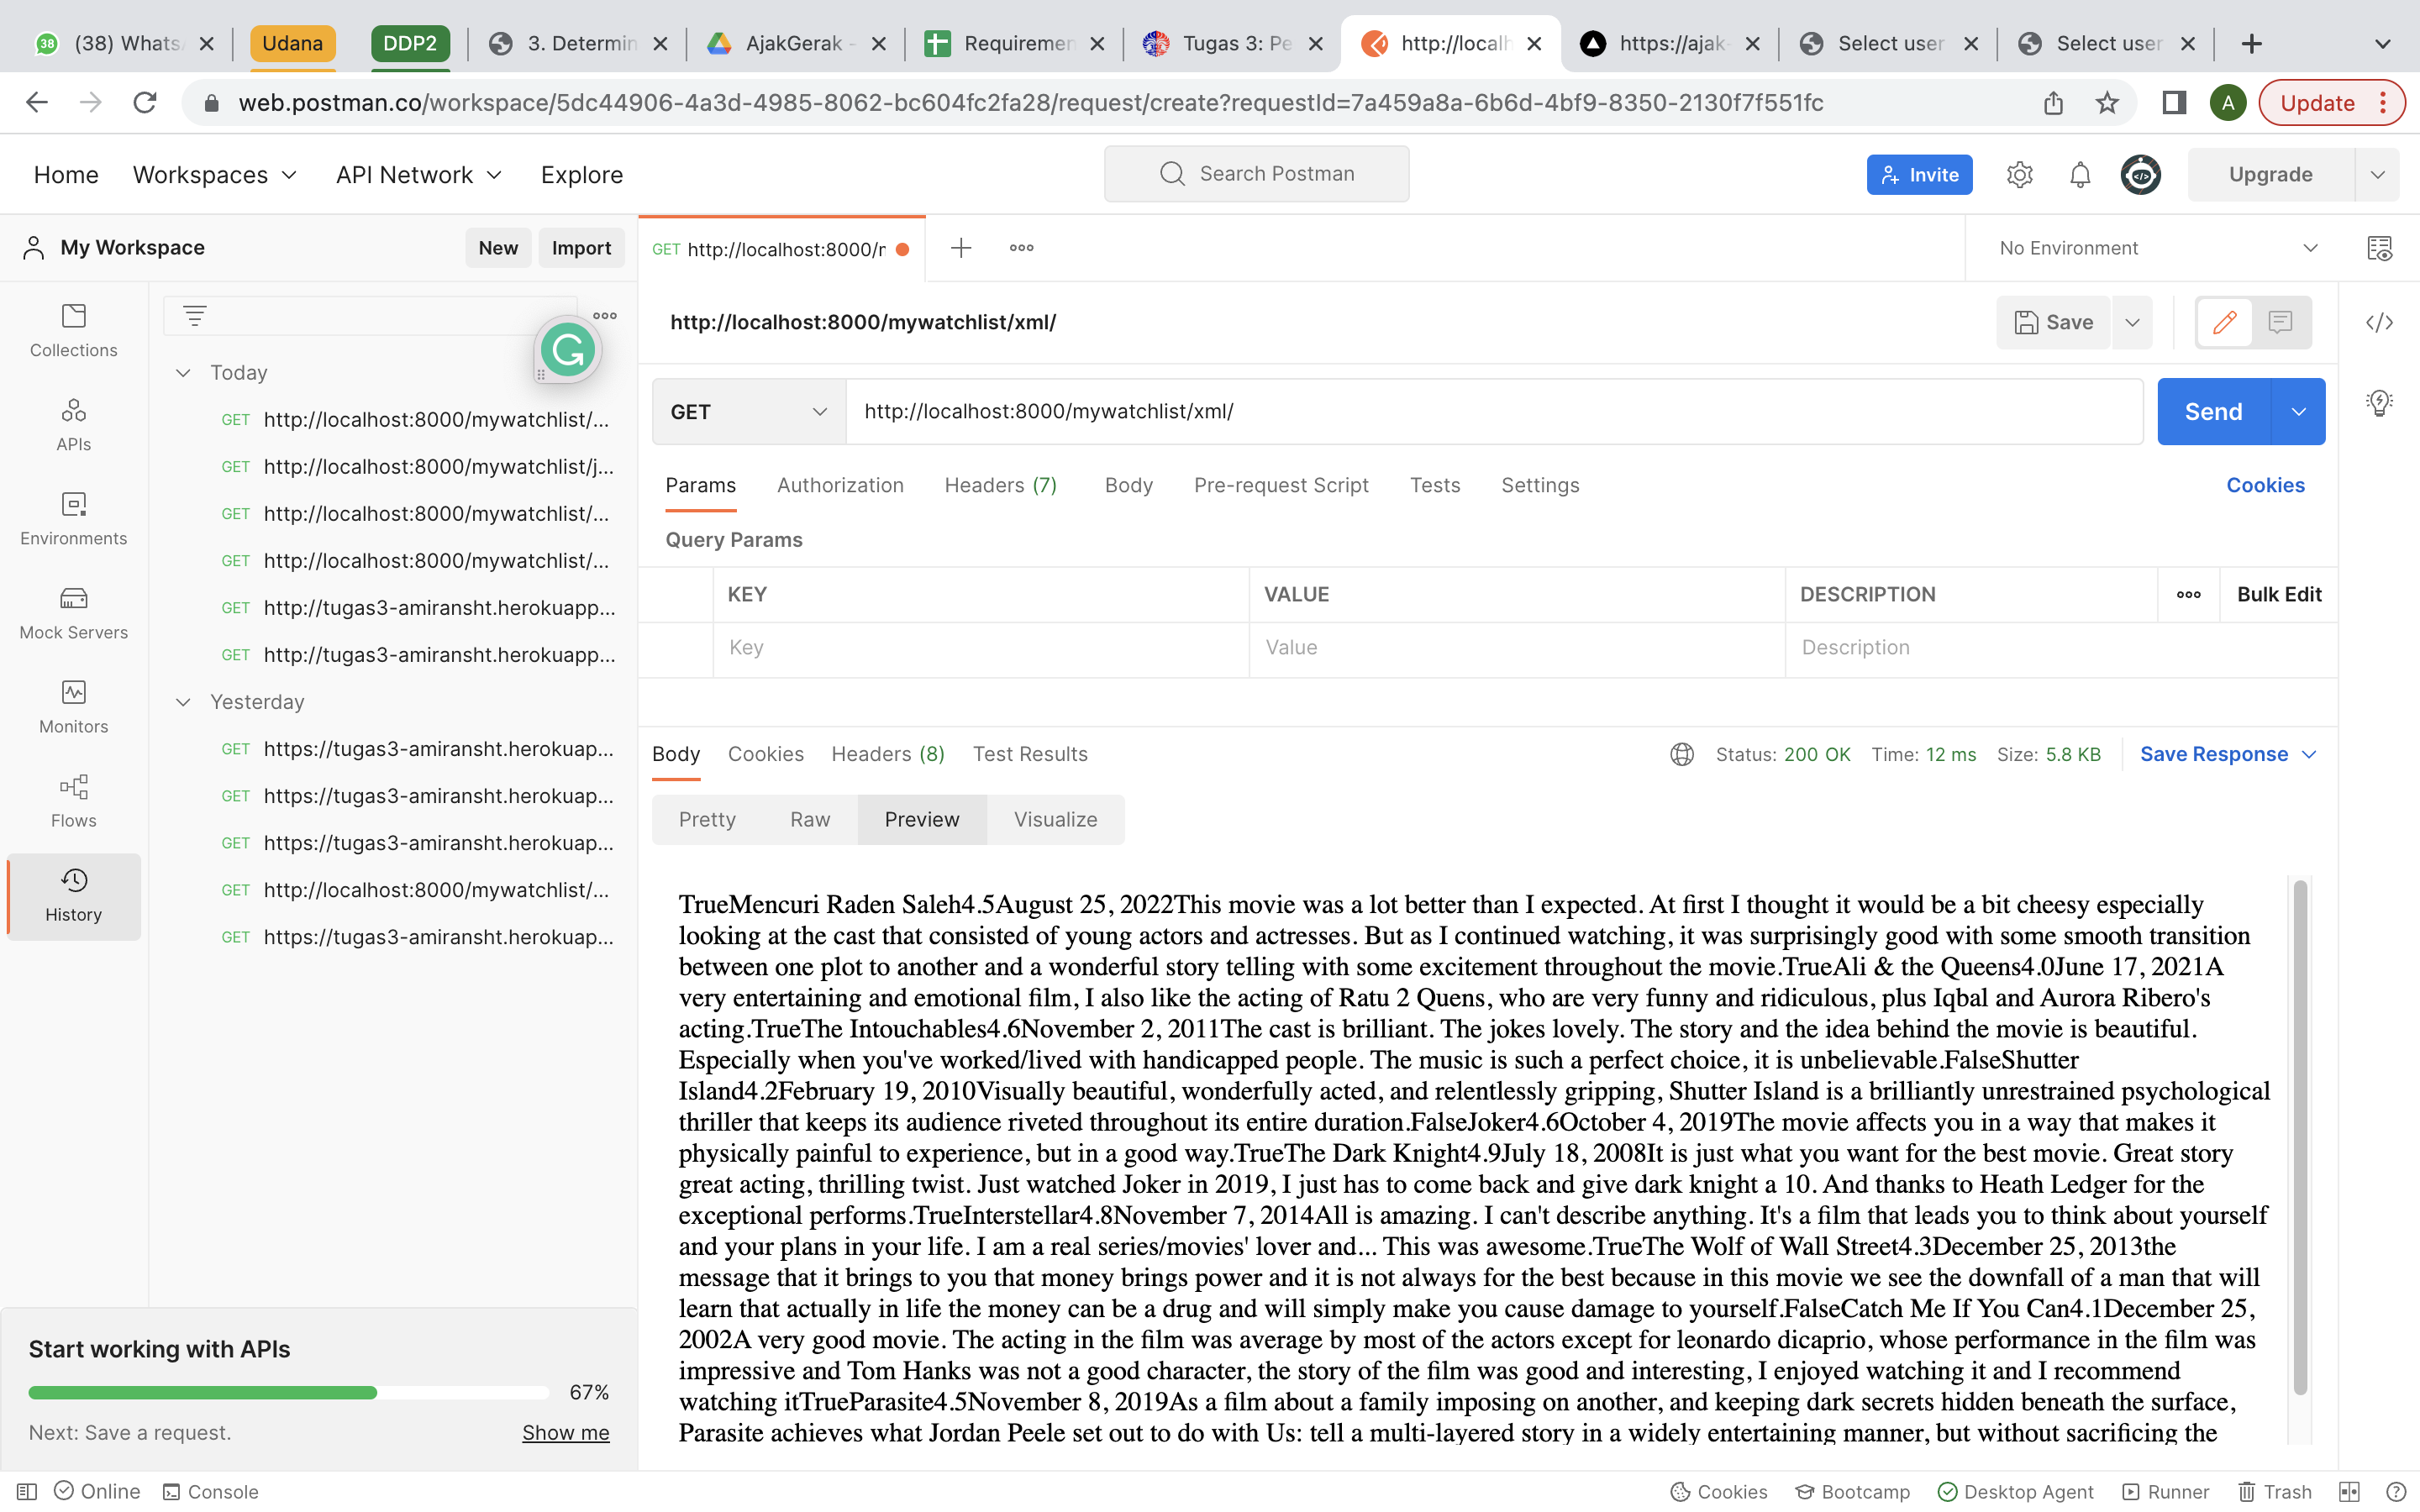 38 (38) Whats
Udana
DDP2
3. Determin
AjakGerak -
Requiremen
Tugas 3: Pe
http://localh
https://ajak-
Select user
Select user
web.postman.co/workspace/5dc44906-4a3d-4985-8062-bc604fc2fa28/request/create?requestId=7a459a8a-6b6d-4bf9-8350-2130f7f551fc
A
Update
Home
Workspaces
API Network
Explore
Search Postman
Invite
Upgrade
My Workspace
New
Import
GET http://localhost:8000/r
No Environment
Collections
APIs
Environments
Mock Servers
Monitors
Flows
History
Today
GET http://localhost:8000/mywatchlist/...
GET http://localhost:8000/mywatchlist/j...
GET http://localhost:8000/mywatchlist/...
GET http://localhost:8000/mywatchlist/...
GET http://tugas3-amiransht.herokuapp...
GET http://tugas3-amiransht.herokuapp...
Yesterday
GET https://tugas3-amiransht.herokuap...
GET https://tugas3-amiransht.herokuap...
GET https://tugas3-amiransht.herokuap...
GET http://localhost:8000/mywatchlist/...
GET https://tugas3-amiransht.herokuap...
http://localhost:8000/mywatchlist/xml/
Save
GET
http://localhost:8000/mywatchlist/xml/
Send
Params Authorization Headers (7) Body Pre-request Script Tests Settings Cookies
Query Params
KEY VALUE DESCRIPTION Bulk Edit
Key Value Description
Body Cookies Headers (8) Test Results
Status: 200 OK Time: 12 ms Size: 5.8 KB Save Response
Pretty Raw Preview Visualize
TrueMencuri Raden Saleh4.5August 25, 2022This movie was a lot better than I expected. At first I thought it would be a bit cheesy especially
looking at the cast that consisted of young actors and actresses. But as I continued watching, it was surprisingly good with some smooth transition
between one plot to another and a wonderful story telling with some excitement throughout the movie.TrueAli & the Queens4.0June 17, 2021A
very entertaining and emotional film, I also like the acting of Ratu 2 Quens, who are very funny and ridiculous, plus Iqbal and Aurora Ribero's
acting.TrueThe Intouchables4.6November 2, 2011The cast is brilliant. The jokes lovely. The story and the idea behind the movie is beautiful.
Especially when you've worked/lived with handicapped people. The music is such a perfect choice, it is unbelievable.FalseShutter
Island4.2February 19, 2010Visually beautiful, wonderfully acted, and relentlessly gripping, Shutter Island is a brilliantly unrestrained psychological
thriller that keeps its audience riveted throughout its entire duration.FalseJoker4.6October 4, 2019The movie affects you in a way that makes it
physically painful to experience, but in a good way.TrueThe Dark Knight4.9July 18, 2008It is just what you want for the best movie. Great story
great acting, thrilling twist. Just watched Joker in 2019, I just has to come back and give dark knight a 10. And thanks to Heath Ledger for the
exceptional performs.TrueInterstellar4.8November 7, 2014All is amazing. I can't describe anything. It's a film that leads you to think about yourself
and your plans in your life. I am a real series/movies' lover and... This was awesome.TrueThe Wolf of Wall Street4.3December 25, 2013the
message that it brings to you that money brings power and it is not always for the best because in this movie we see the downfall of a man that will
learn that actually in life the money can be a drug and will simply make you cause damage to yourself.FalseCatch Me If You Can4.1December 25,
2002A very good movie. The acting in the film was average by most of the actors except for leonardo dicaprio, whose performance in the film was
impressive and Tom Hanks was not a good character, the story of the film was good and interesting, I enjoyed watching it and I recommend
watching itTrueParasite4.5November 8, 2019As a film about a family imposing on another, and keeping dark secrets hidden beneath the surface,
Parasite achieves what Jordan Peele set out to do with Us: tell a multi-layered story in a widely entertaining manner, but without sacrificing the
Start working with APIs
67%
Next: Save a request.
Show me
Online Console
Cookies Bootcamp Desktop Agent Runner Trash